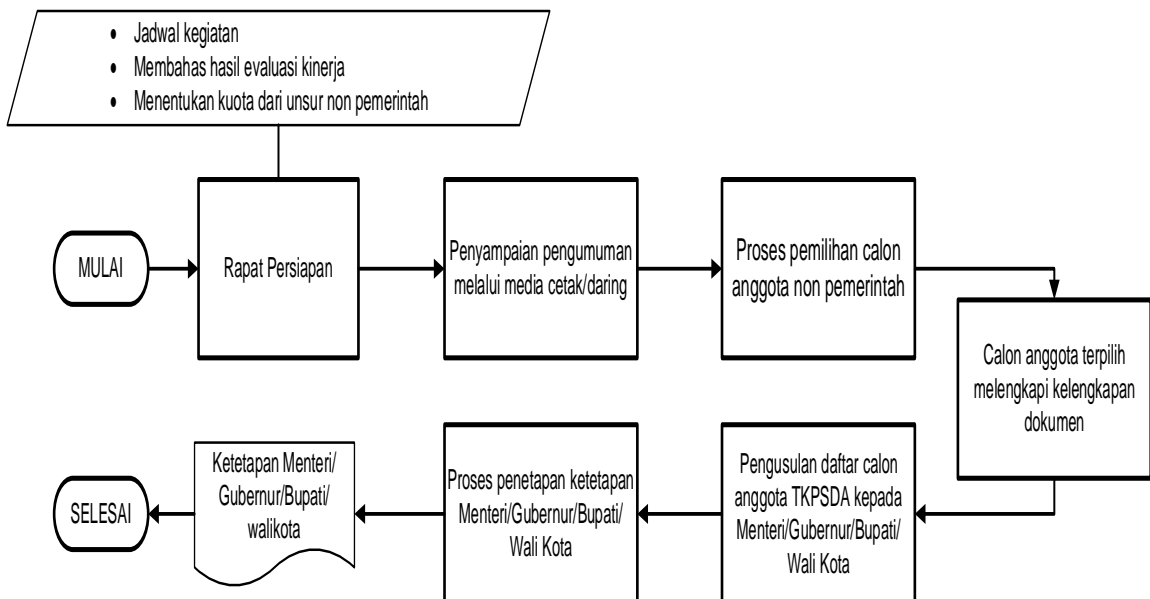 • Jadwal kegiatan
• Membahas hasil evaluasi kinerja
• Menentukan kuota dari unsur non pemerintah
MULAI
Rapat Persiapan
Penyampaian pengumuman
melalui media cetak/daring
Proses pemilihan calon
anggota non pemerintah
Calon anggota terpilih
melengkapi kelengkapan
dokumen
Pengusulan daftar calon
anggota TKPSDA kepada
Menteri/Gubernur/Bupati/
Wali Kota
Proses penetapan ketetapan
Menteri/Gubernur/Bupati/
Wali Kota
Ketetapan Menteri/
Gubernur/Bupati/
walikota
SELESAI